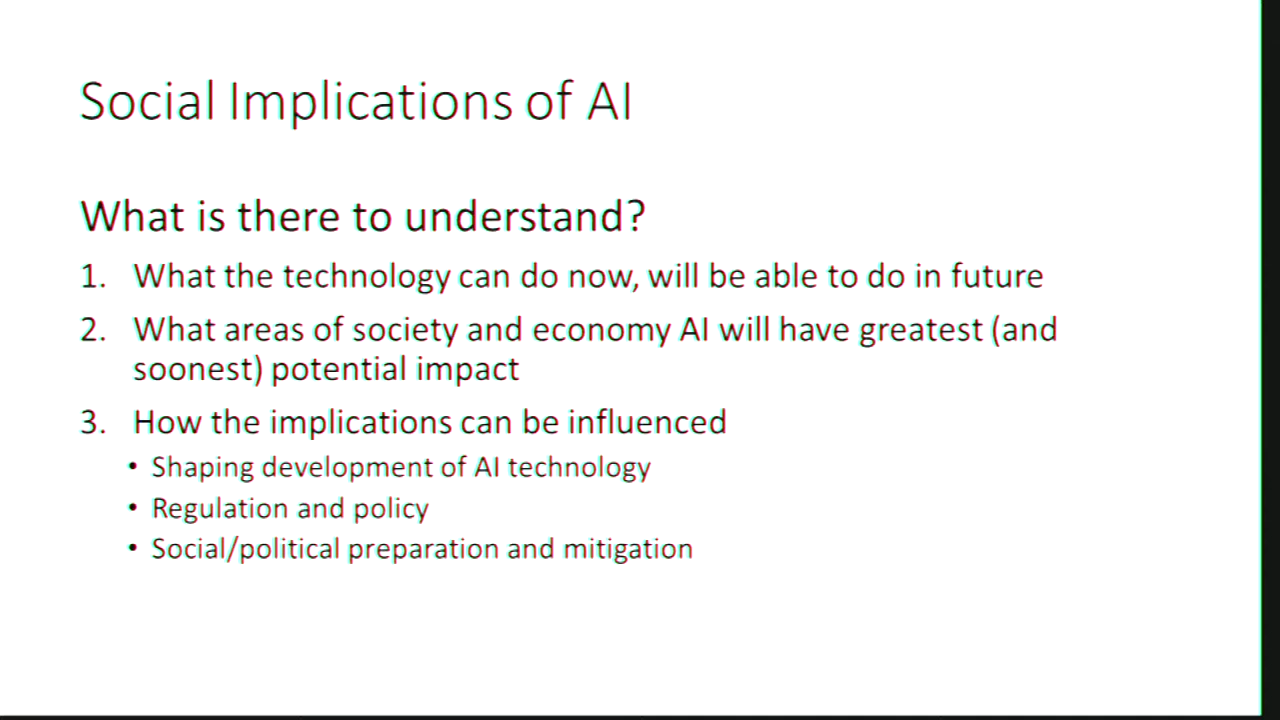 Social Implications of AI
What is there to understand?
1. What the technology can do now, will be able to do in future
2. What areas of society and economy AI will have greatest (and
soonest) potential impact
3. How the implications can be influenced
• Shaping development of AI technology
• Regulation and policy
• Social/political preparation and mitigation